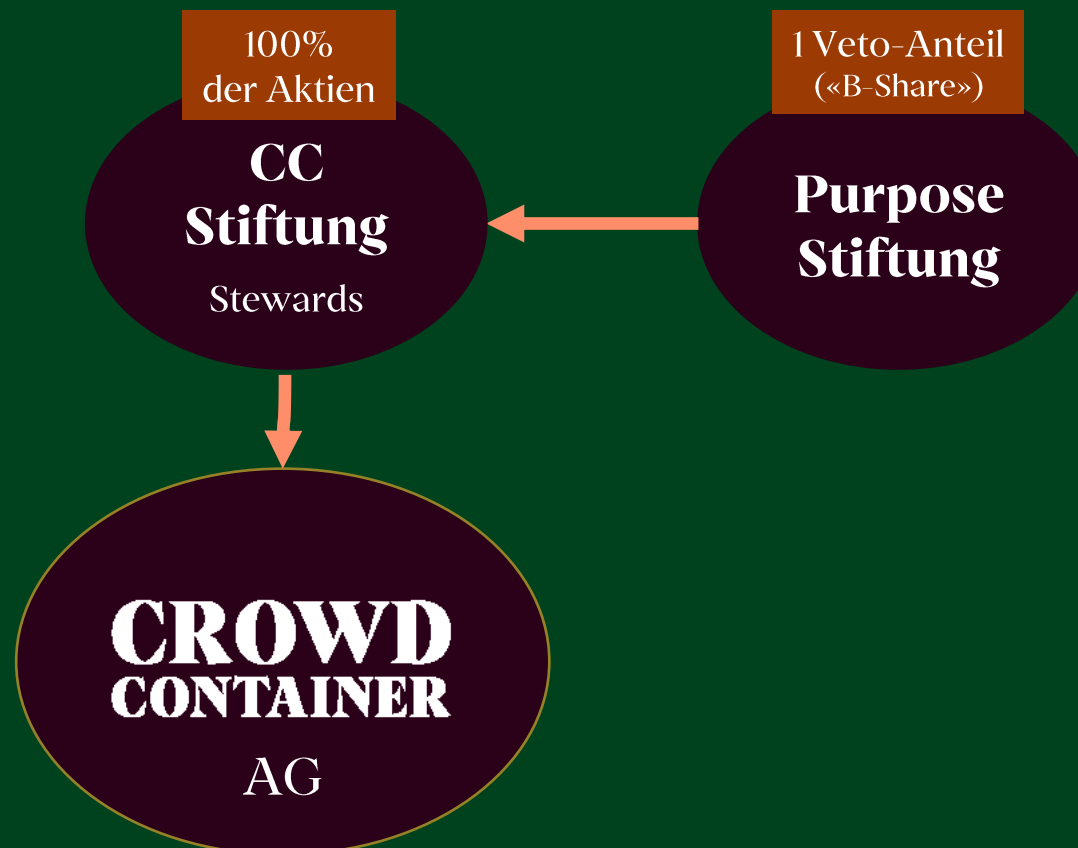 100%
der Aktien
CC
Stiftung
Stewards
1 Veto-Anteil
(«B-Share»)
Purpose
Stiftung
CROWD
CONTAINER
AG